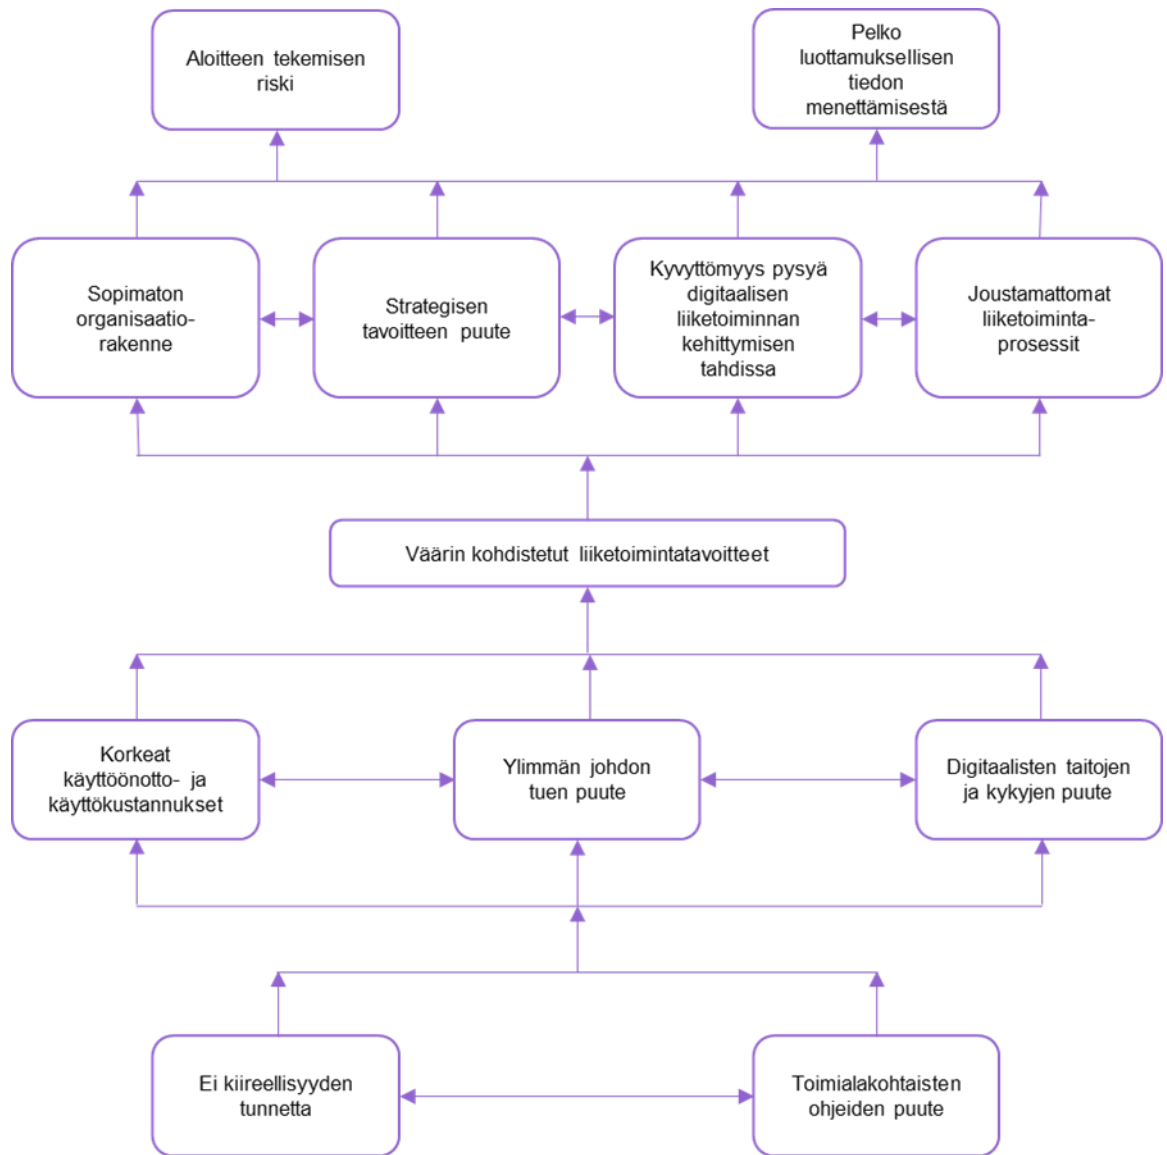 Aloitteen tekemisen
riski
Pelko
luottamuksellisen
tiedon
menettämisestä
Sopimaton
organisaatio-
rakenne
Strategisen
tavoitteen puute
Kyvyttömyys pysyä
digitaalisen
liiketoiminnan
kehittymisen
tahdissa
Joustamattomat
liiketoiminta-
prosessit
Väärin kohdistetut liiketoimintatavoitteet
Korkeat
käyttöönotto- ja
käyttökustannukset
Ylimmän johdon
tuen puute
Digitaalisten taitojen
ja kykyjen puute
Ei kiireellisyyden
tunnetta
Toimialakohtaisten
ohjeiden puute